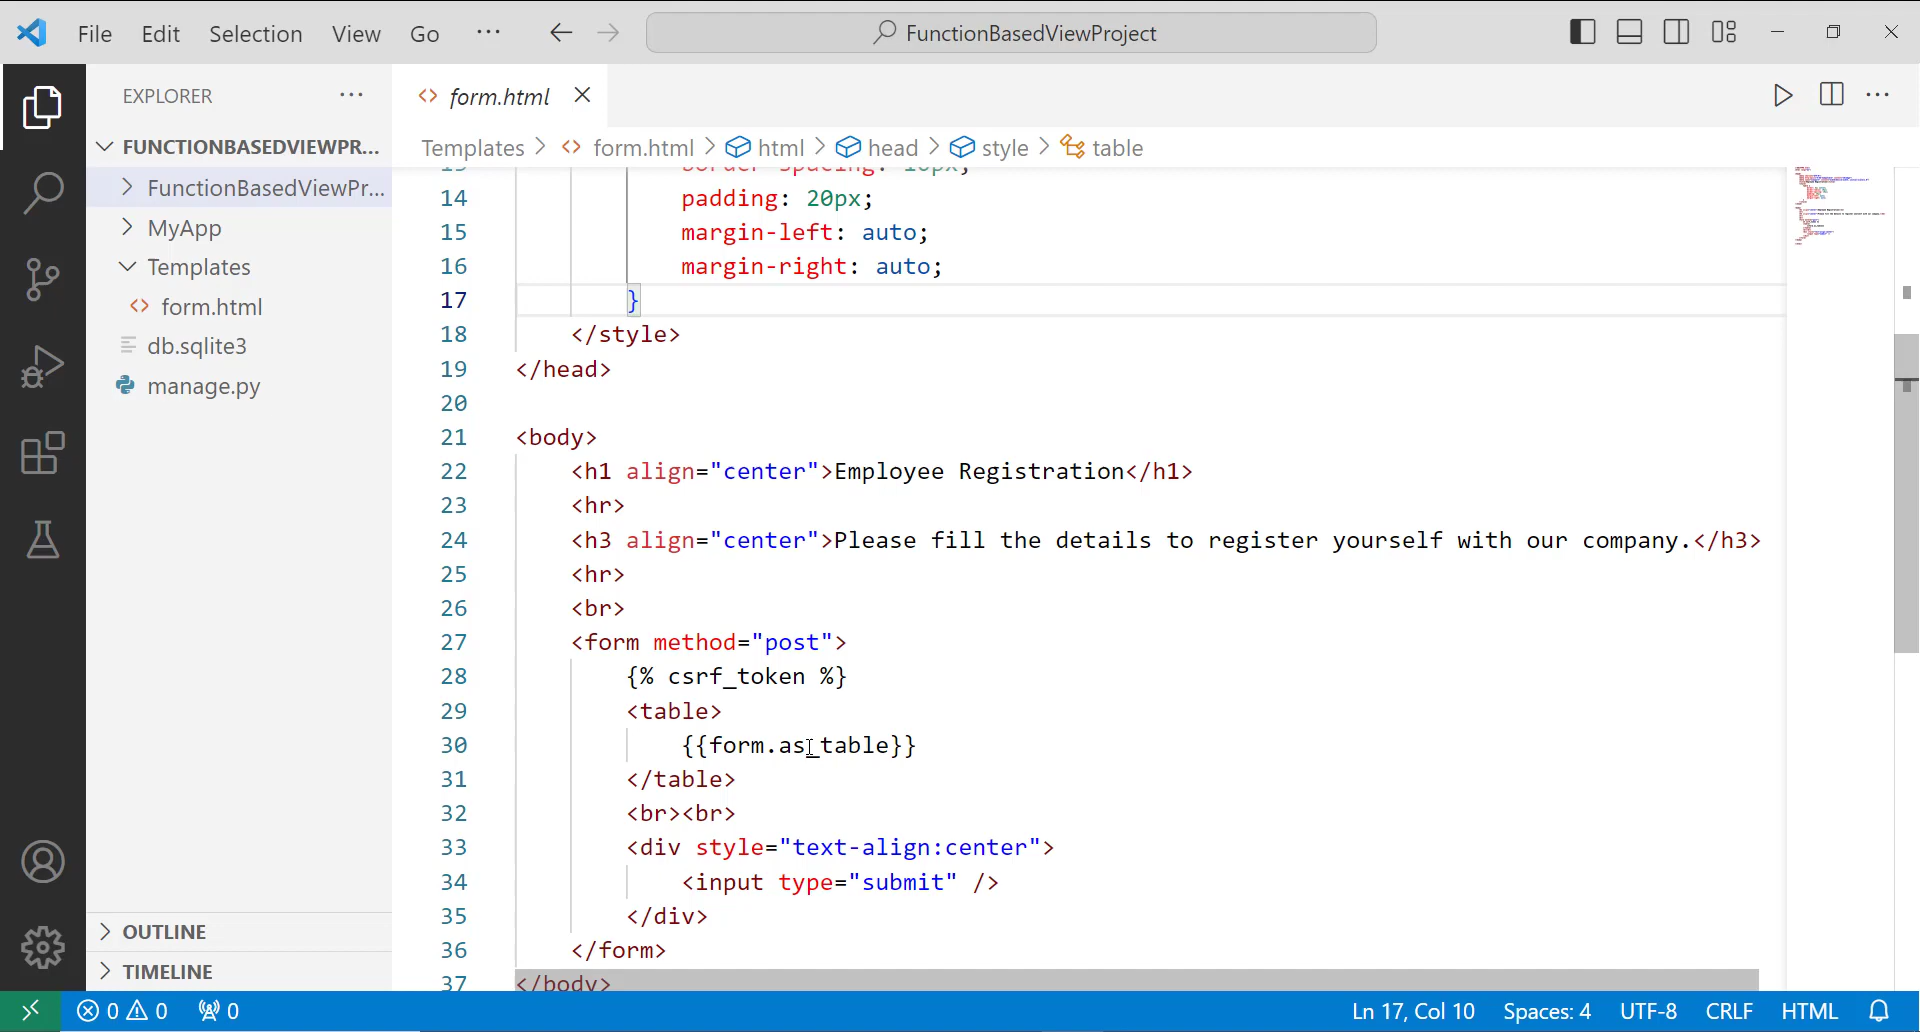 File Edit Selection View Go ··· FunctionBasedViewProject
EXPLORER ···
form.html
FUNCTIONBASEDVIEWPR...
FunctionBasedViewPr...
MyApp
Templates
form.html
db.sqlite3
manage.py
OUTLINE
TIMELINE
Templates > form.html > html > head > style > table
14 padding: 20px;
15 margin-left: auto;
16 margin-right: auto;
17 }
18 </style>
19 </head>
20
21 <body>
22 <h1 align="center">Employee Registration</h1>
23 <hr>
24 <h3 align="center">Please fill the details to register yourself with our company.</h3>
25 <hr>
26 <br>
27 <form method="post">
28 {% csrf_token %}
29 <table>
30 {{form.as_table}}
31 </table>
32 <br><br>
33 <div style="text-align:center">
34 <input type="submit" />
35 </div>
36 </form>
37 </body>
0 0 0 Ln 17, Col 10 Spaces: 4 UTF-8 CRLF HTML